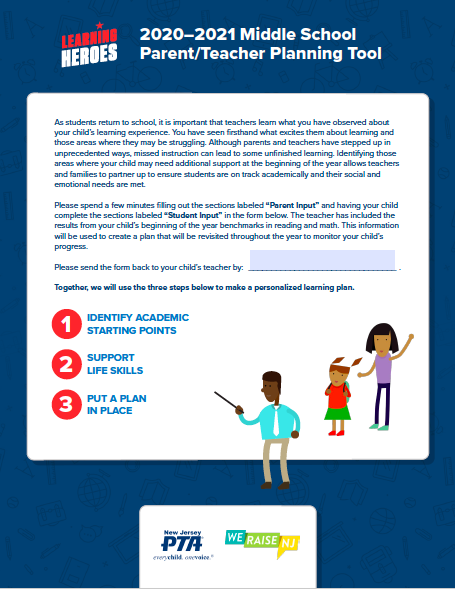 LEARNING
HEROES
2020–2021 Middle School
Parent/Teacher Planning Tool
As students return to school, it is important that teachers learn what you have observed about
your child's learning experience. You have seen firsthand what excites them about learning and
those areas where they may be struggling. Although parents and teachers have stepped up in
unprecedented ways, missed instruction can lead to some unfinished learning. Identifying those
areas where your child may need additional support at the beginning of the year allows teachers
and families to partner up to ensure students are on track academically and their social and
emotional needs are met.
Please spend a few minutes filling out the sections labeled “Parent Input” and having your child
complete the sections labeled “Student Input” in the form below. The teacher has included the
results from your child's beginning of the year benchmarks in reading and math. This information
will be used to create a plan that will be revisited throughout the year to monitor your child's
progress.
Please send the form back to your child's teacher by: ______________________________ .
Together, we will use the three steps below to make a personalized learning plan.
1 IDENTIFY ACADEMIC
STARTING POINTS
2 SUPPORT
LIFE SKILLS
3 PUT A PLAN
IN PLACE
New Jersey
PTA®
everychild. onevoice.®
WE RAISE NJ